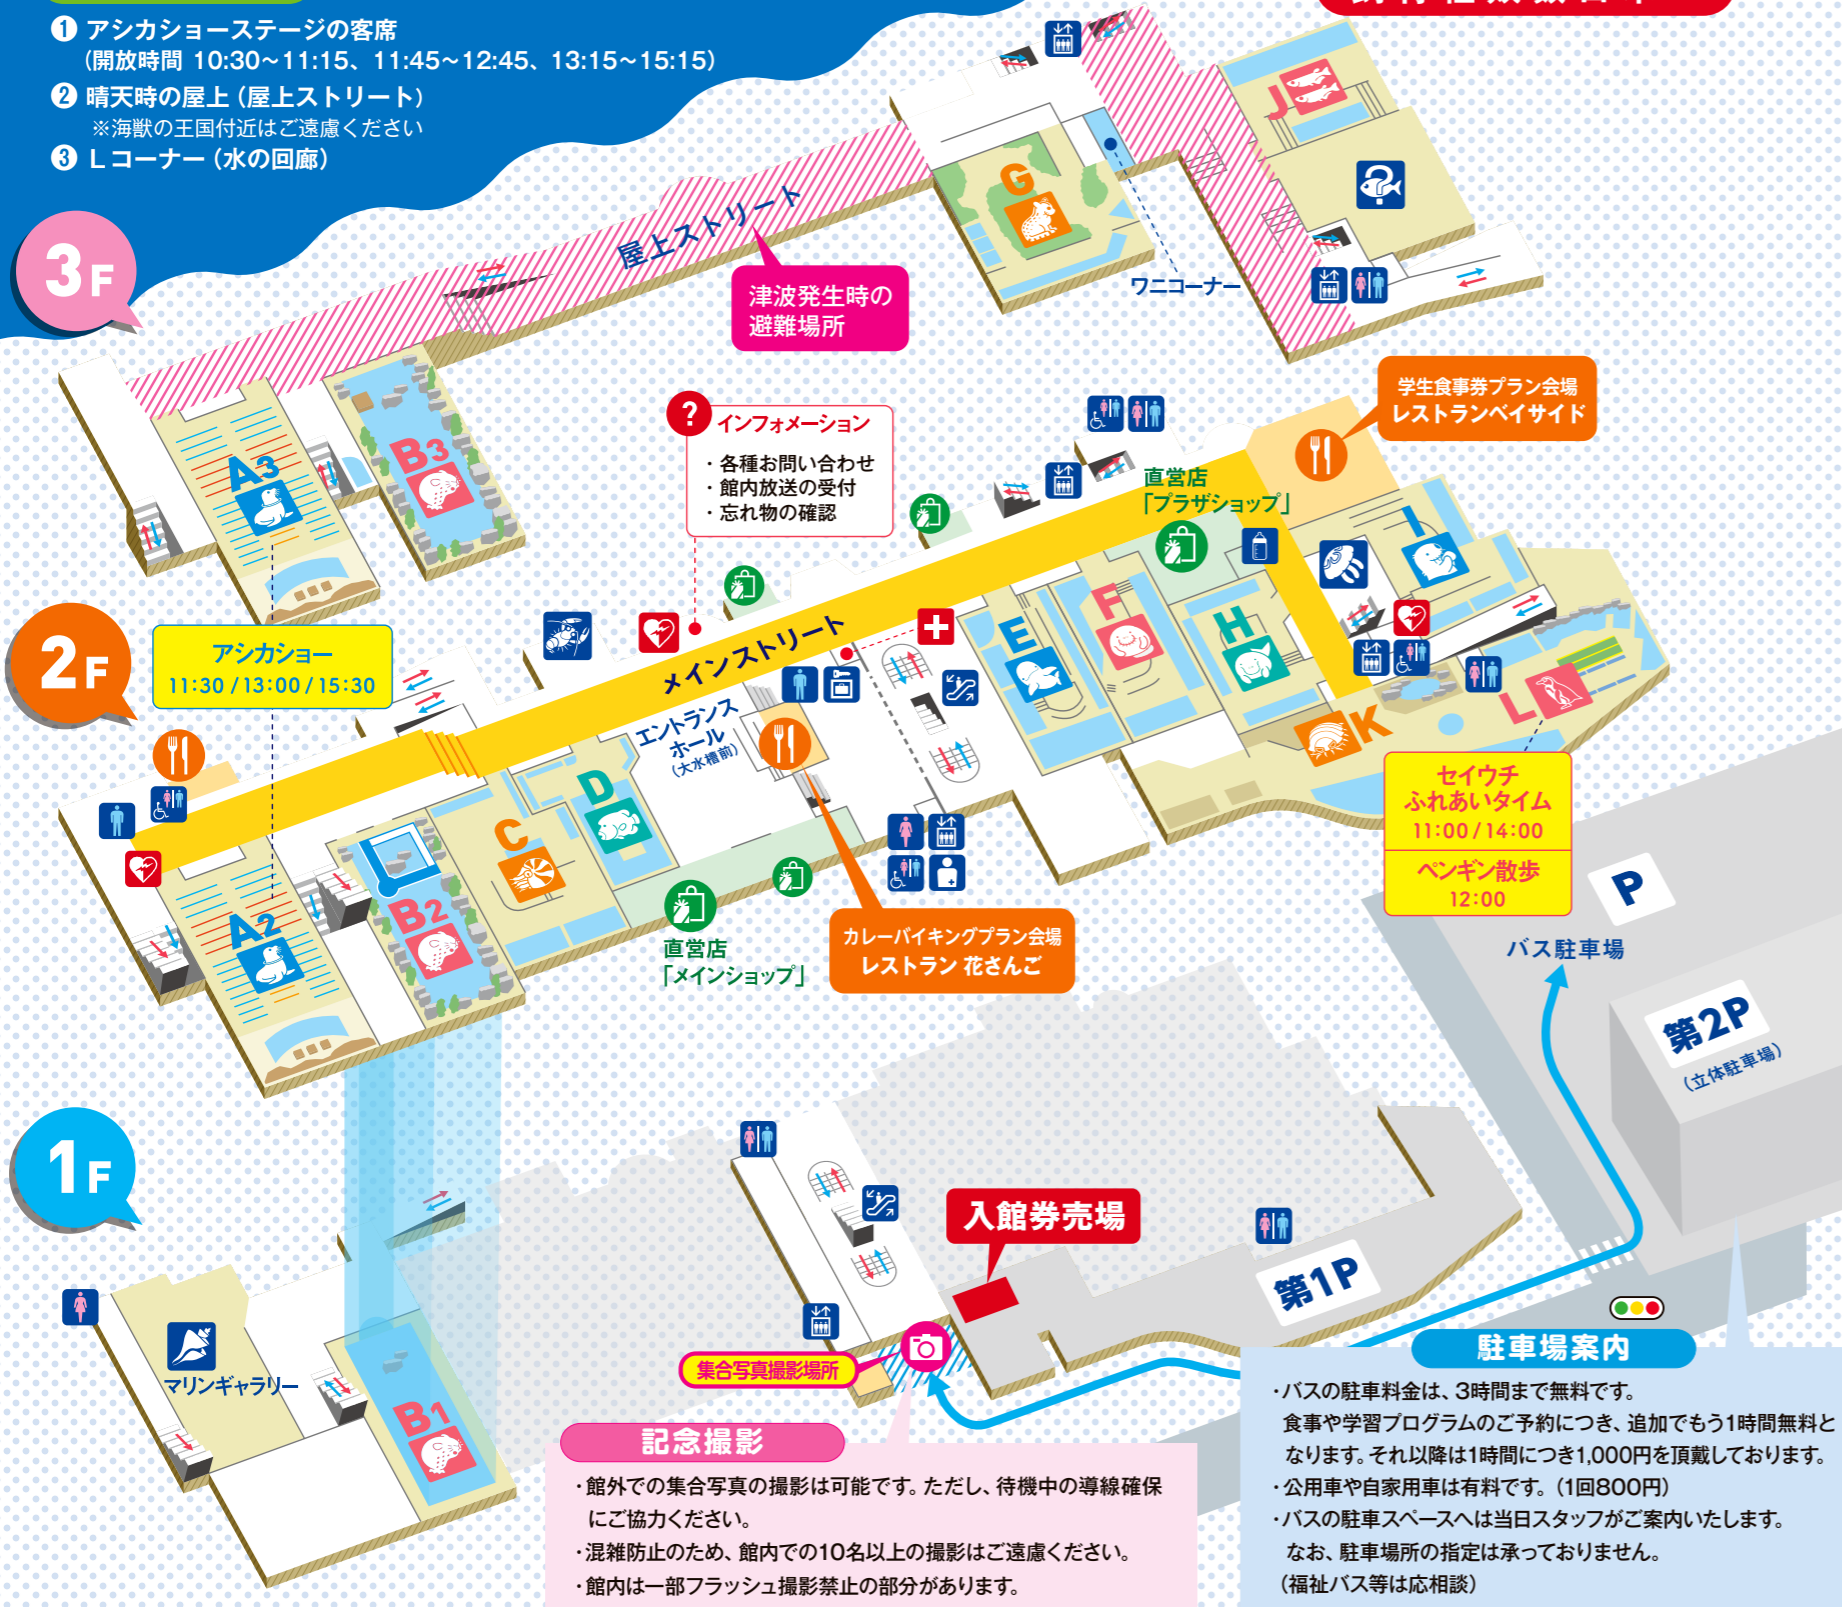 ❶ アシカショーステージの客席
(開放時間 10:30~11:15、11:45~12:45、13:15~15:15)
❷ 晴天時の屋上(屋上ストリート)
※海獣の王国付近はご遠慮ください
❸ Lコーナー(水の回廊)
3F
屋上ストリート
津波発生時の
避難場所
G
J
ワニコーナー
A3
B3
学生食事券プラン会場
レストランベイサイド
?
インフォメーション
・各種お問い合わせ
・館内放送の受付
・忘れ物の確認
直営店
「プラザショップ」
2F
アシカショー
11:30 / 13:00 / 15:30
メインストリート
エントランス
ホール
(大水槽前)
A2
B2
C
D
E
F
H
I
K
L
セイウチ
ふれあいタイム
11:00 / 14:00
ペンギン散歩
12:00
直営店
「メインショップ」
カレーバイキングプラン会場
レストラン 花さんご
P
バス駐車場
第2P
(立体駐車場)
1F
入館券売場
第1P
マリンギャラリー
B1
集合写真撮影場所
記念撮影
・館外での集合写真の撮影は可能です。ただし、待機中の導線確保
にご協力ください。
・混雑防止のため、館内での10名以上の撮影はご遠慮ください。
・館内は一部フラッシュ撮影禁止の部分があります。
駐車場案内
・バスの駐車料金は、3時間まで無料です。
食事や学習プログラムのご予約につき、追加でもう1時間無料と
なります。それ以降は1時間につき1,000円を頂戴しております。
・公用車や自家用車は有料です。(1回800円)
・バスの駐車スペースへは当日スタッフがご案内いたします。
なお、駐車場所の指定は承っておりません。
(福祉バス等は応相談)